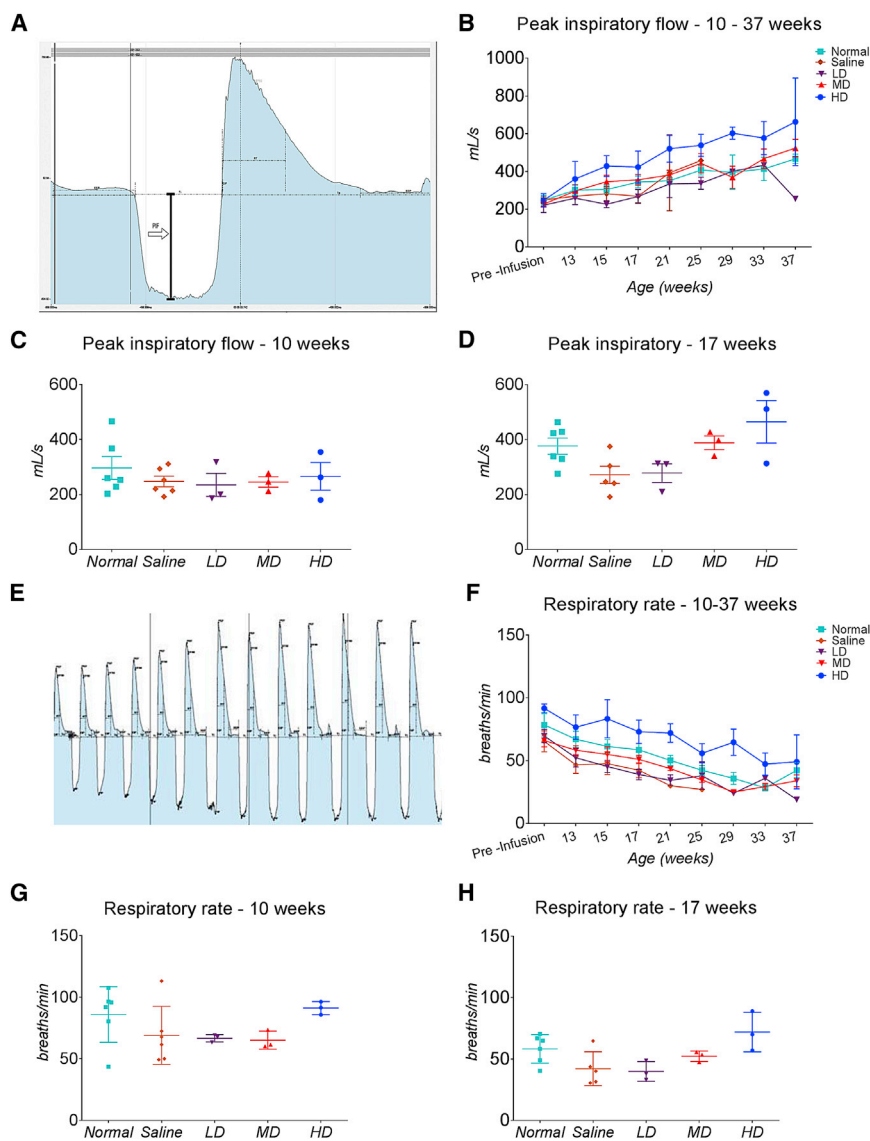 A
PIF
B
Peak inspiratory flow - 10 - 37 weeks
1000
800
600
400
200
0
mL/s
Pre -Infusion
13
15
17
21
25
29
33
37
Age (weeks)
Normal
Saline
LD
MD
HD
C
Peak inspiratory flow - 10 weeks
600
400
200
0
mL/s
Normal Saline LD MD HD
D
Peak inspiratory - 17 weeks
600
400
200
0
mL/s
Normal Saline LD MD HD
E
F
Respiratory rate - 10-37 weeks
150
100
50
0
breaths/min
Pre -Infusion
13
15
17
21
25
29
33
37
Age (weeks)
Normal
Saline
LD
MD
HD
G
Respiratory rate - 10 weeks
150
100
50
0
breaths/min
Normal Saline LD MD HD
H
Respiratory rate - 17 weeks
150
100
50
0
breaths/min
Normal Saline LD MD HD